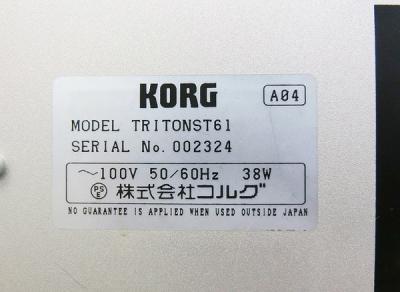 KORG A04
MODEL TRITONST61
SERIAL No. 002324
～100V 50/60Hz 38W
PSE 株式会社コルグ
NO GUARANTEE IS APPLIED WHEN USED OUTSIDE JAPAN